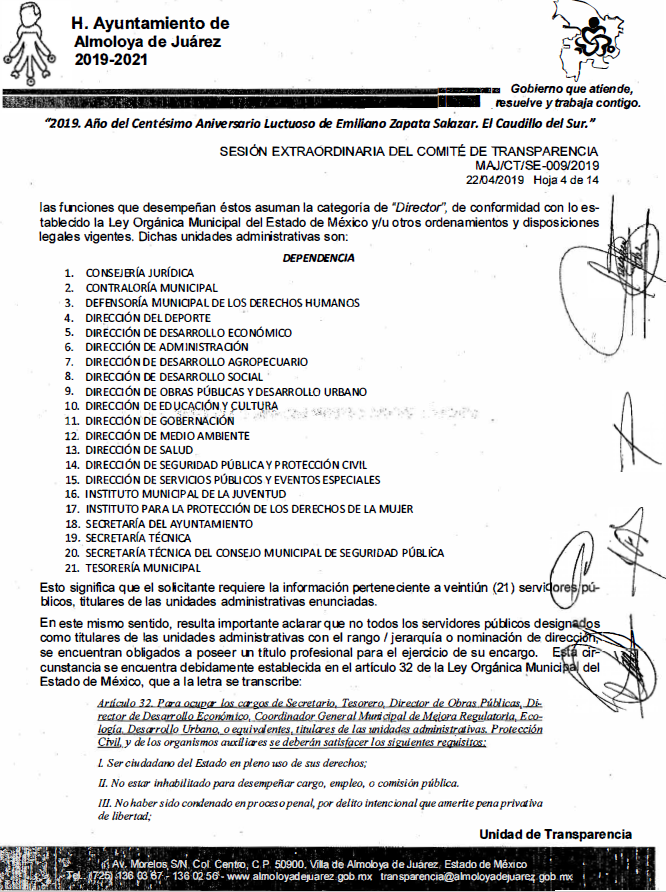 H. Ayuntamiento de
Almoloya de Juárez
2019-2021
Gobierno que atiende,
resuelve y trabaja contigo.
“2019. Año del Centésimo Aniversario Luctuoso de Emiliano Zapata Salazar. El Caudillo del Sur.”
SESIÓN EXTRAORDINARIA DEL COMITÉ DE TRANSPARENCIA
MAJ/CT/SE-009/2019
22/04/2019 Hoja 4 de 14
las funciones que desempeñan éstos asuman la categoría de “Director”, de conformidad con lo es-
tablecido la Ley Orgánica Municipal del Estado de México y/u otros ordenamientos y disposiciones
legales vigentes. Dichas unidades administrativas son:
DEPENDENCIA
1. CONSEJERÍA JURÍDICA
2. CONTRALORÍA MUNICIPAL
3. DEFENSORÍA MUNICIPAL DE LOS DERECHOS HUMANOS
4. DIRECCIÓN DEL DEPORTE
5. DIRECCIÓN DE DESARROLLO ECONÓMICO
6. DIRECCIÓN DE ADMINISTRACIÓN
7. DIRECCIÓN DE DESARROLLO AGROPECUARIO
8. DIRECCIÓN DE DESARROLLO SOCIAL
9. DIRECCIÓN DE OBRAS PÚBLICAS Y DESARROLLO URBANO
10. DIRECCIÓN DE EDUCACIÓN Y CULTURA
11. DIRECCIÓN DE GOBERNACIÓN
12. DIRECCIÓN DE MEDIO AMBIENTE
13. DIRECCIÓN DE SALUD
14. DIRECCIÓN DE SEGURIDAD PÚBLICA Y PROTECCIÓN CIVIL
15. DIRECCIÓN DE SERVICIOS PÚBLICOS Y EVENTOS ESPECIALES
16. INSTITUTO MUNICIPAL DE LA JUVENTUD
17. INSTITUTO PARA LA PROTECCIÓN DE LOS DERECHOS DE LA MUJER
18. SECRETARÍA DEL AYUNTAMIENTO
19. SECRETARÍA TÉCNICA
20. SECRETARÍA TÉCNICA DEL CONSEJO MUNICIPAL DE SEGURIDAD PÚBLICA
21. TESORERÍA MUNICIPAL
Esto significa que el solicitante requiere la información perteneciente a veintiún (21) servidores pú-
blicos, titulares de las unidades administrativas enunciadas.
En este mismo sentido, resulta importante aclarar que no todos los servidores públicos designados
como titulares de las unidades administrativas con el rango / jerarquía o nominación de dirección,
se encuentran obligados a poseer un título profesional para el ejercicio de su encargo. Esta cir-
cunstancia se encuentra debidamente establecida en el artículo 32 de la Ley Orgánica Municipal del
Estado de México, que a la letra se transcribe:
Artículo 32. Para ocupar los cargos de Secretario, Tesorero, Director de Obras Públicas, Di-
rector de Desarrollo Económico, Coordinador General Municipal de Mejora Regulatoria, Eco-
logía, Desarrollo Urbano, o equivalentes, titulares de las unidades administrativas, Protección
Civil, y de los organismos auxiliares se deberán satisfacer los siguientes requisitos:
I. Ser ciudadano del Estado en pleno uso de sus derechos;
II. No estar inhabilitado para desempeñar cargo, empleo, o comisión pública.
III. No haber sido condenado en proceso penal, por delito intencional que amerite pena privativa
de libertad;
Unidad de Transparencia
Av. Morelos S/N. Col. Centro, C.P. 50900, Villa de Almoloya de Juárez, Estado de México
Tel. (725) 136 03 67 - 136 02 56 - www.almoloyadejuarez.gob.mx transparencia@almoloyadejuarez.gob.mx